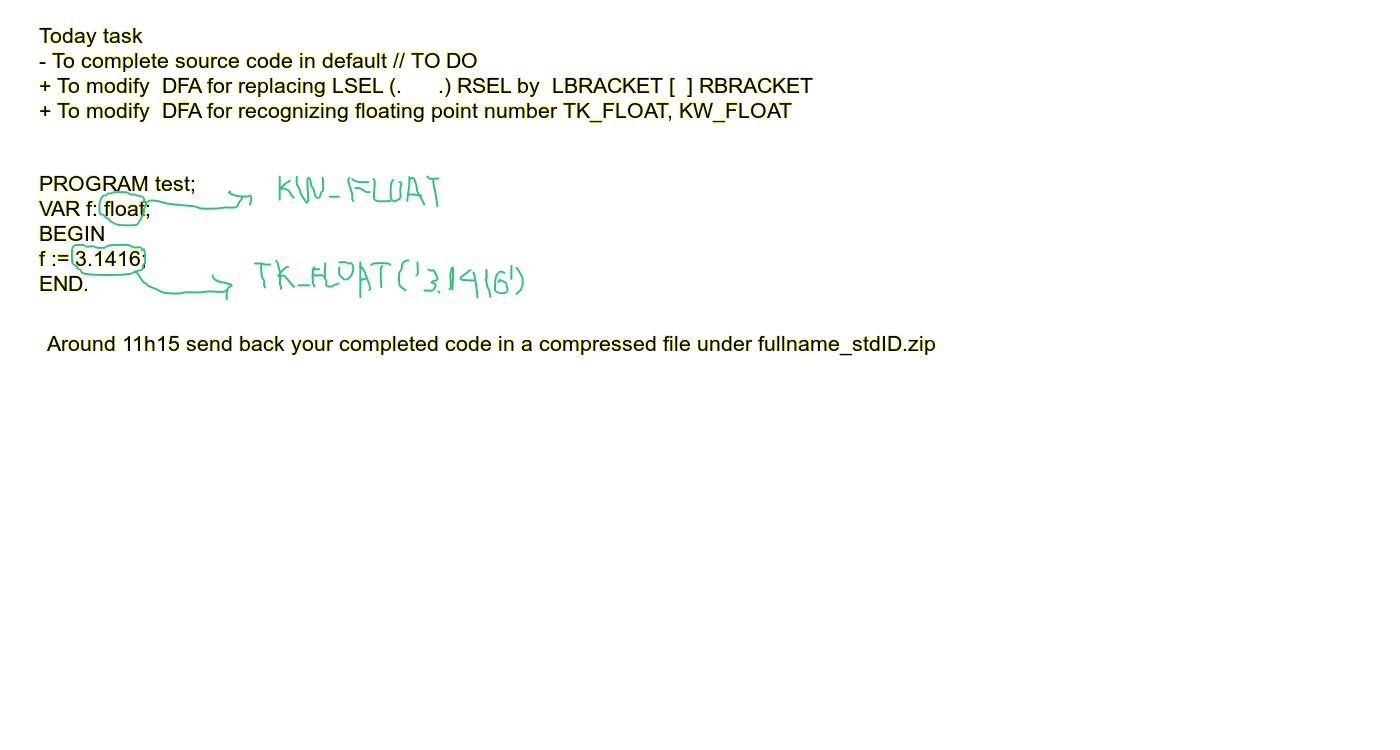 Today task
- To complete source code in default // TO DO
+ To modify  DFA for replacing LSEL (.      .) RSEL by  LBRACKET [  ] RBRACKET
+ To modify  DFA for recognizing floating point number TK_FLOAT, KW_FLOAT
PROGRAM test;
KW_FLOAT
VAR f: float;
BEGIN
f := 3.1416;
TK_FLOAT('3.1416')
END.
Around 11h15 send back your completed code in a compressed file under fullname_stdID.zip